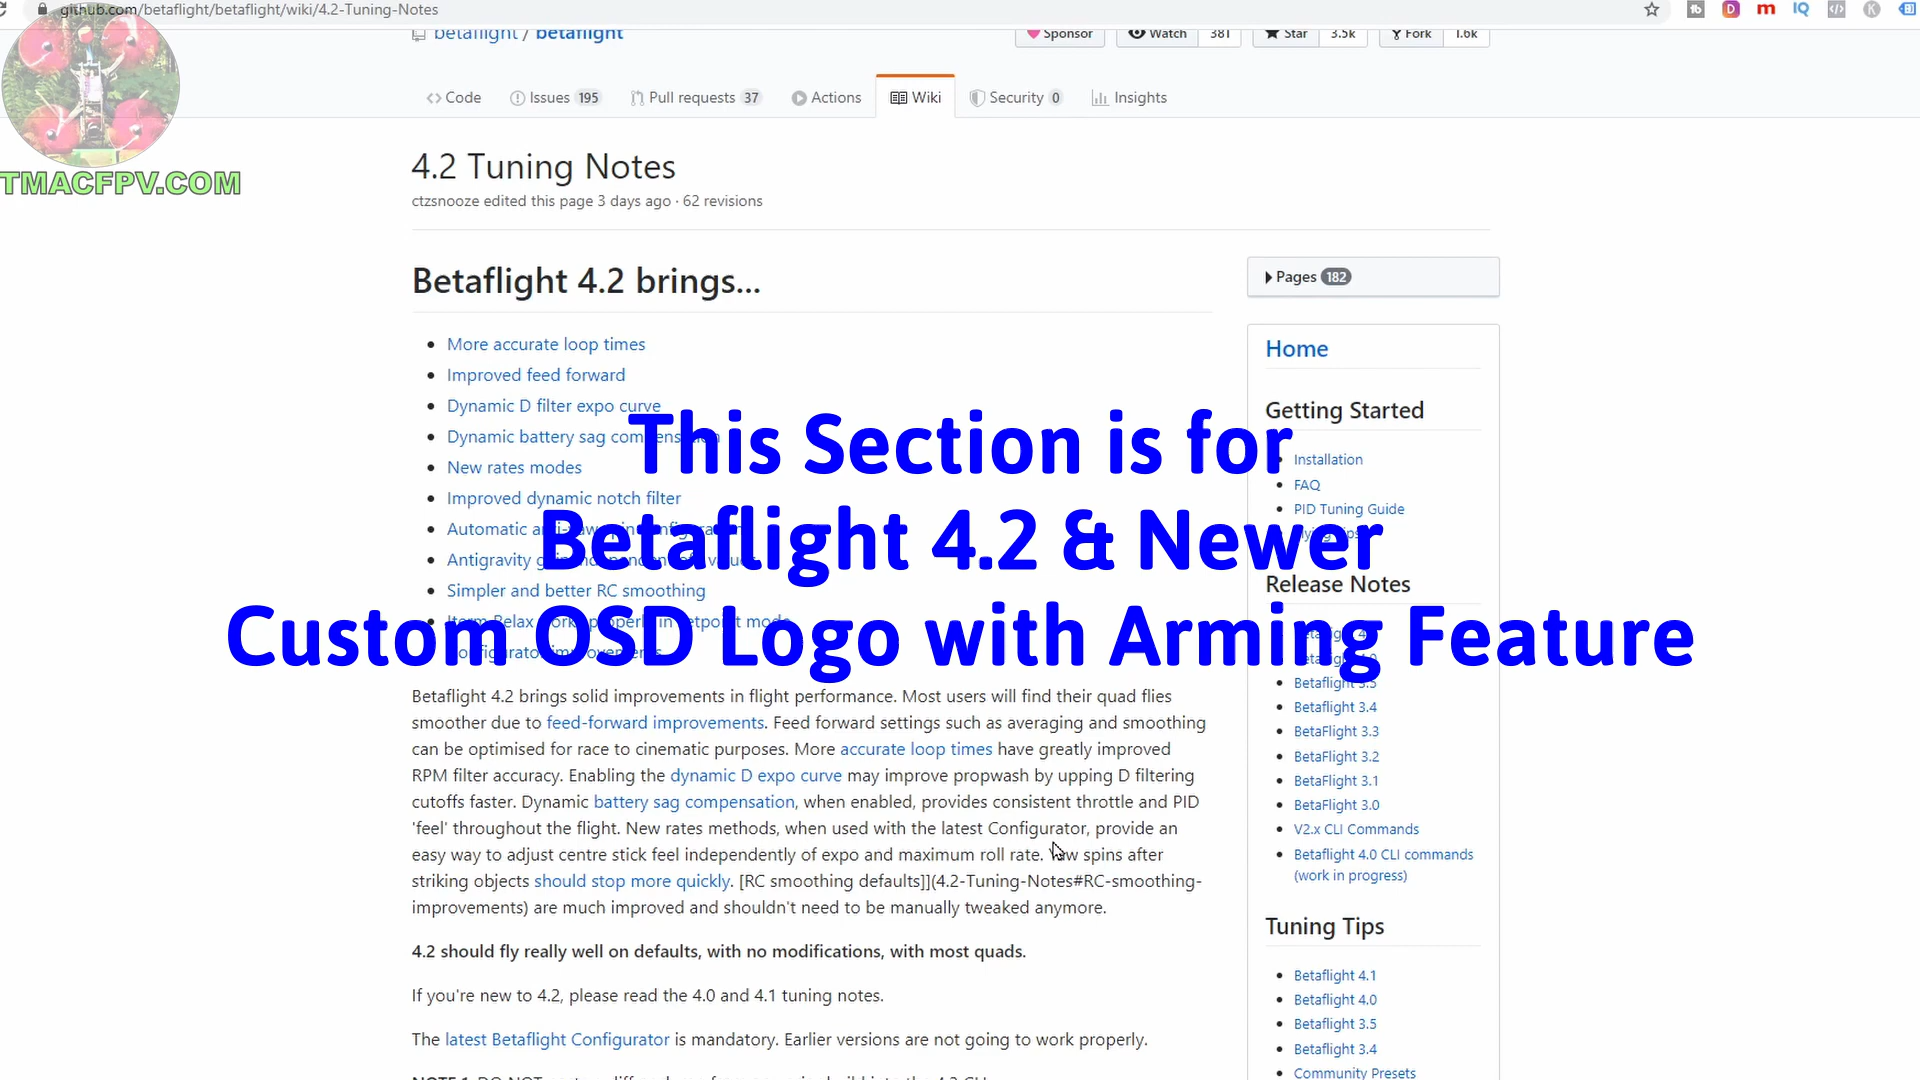 github.com/betaflight/betaflight/wiki/4.2-Tuning-Notes
betaflight / betaflight
Sponsor
Watch 381
Star 3.5k
Fork 1.6k
Code
Issues 195
Pull requests 37
Actions
Wiki
Security 0
Insights
TMACFPV.COM
4.2 Tuning Notes
ctzsnooze edited this page 3 days ago · 62 revisions
Betaflight 4.2 brings...
More accurate loop times
Improved feed forward
Dynamic D filter expo curve
Dynamic battery sag compensation
New rates modes
Improved dynamic notch filter
Automatic
Antigravity
Simpler and better RC smoothing
This Section is for
Betaflight 4.2 & Newer
Custom OSD Logo with Arming Feature
Betaflight 4.2 brings solid improvements in flight performance. Most users will find their quad flies
smoother due to feed-forward improvements. Feed forward settings such as averaging and smoothing
can be optimised for race to cinematic purposes. More accurate loop times have greatly improved
RPM filter accuracy. Enabling the dynamic D expo curve may improve propwash by upping D filtering
cutoffs faster. Dynamic battery sag compensation, when enabled, provides consistent throttle and PID
'feel' throughout the flight. New rates methods, when used with the latest Configurator, provide an
easy way to adjust centre stick feel independently of expo and maximum roll rate. Yaw spins after
striking objects should stop more quickly. [RC smoothing defaults]](4.2-Tuning-Notes#RC-smoothing-
improvements) are much improved and shouldn't need to be manually tweaked anymore.
4.2 should fly really well on defaults, with no modifications, with most quads.
If you're new to 4.2, please read the 4.0 and 4.1 tuning notes.
The latest Betaflight Configurator is mandatory. Earlier versions are not going to work properly.
Pages 182
Home
Getting Started
Installation
FAQ
PID Tuning Guide
Release Notes
Betaflight 3.5
Betaflight 3.4
BetaFlight 3.3
BetaFlight 3.2
BetaFlight 3.1
BetaFlight 3.0
V2.x CLI Commands
Betaflight 4.0 CLI commands
(work in progress)
Tuning Tips
Betaflight 4.1
Betaflight 4.0
Betaflight 3.5
Betaflight 3.4
Community Presets